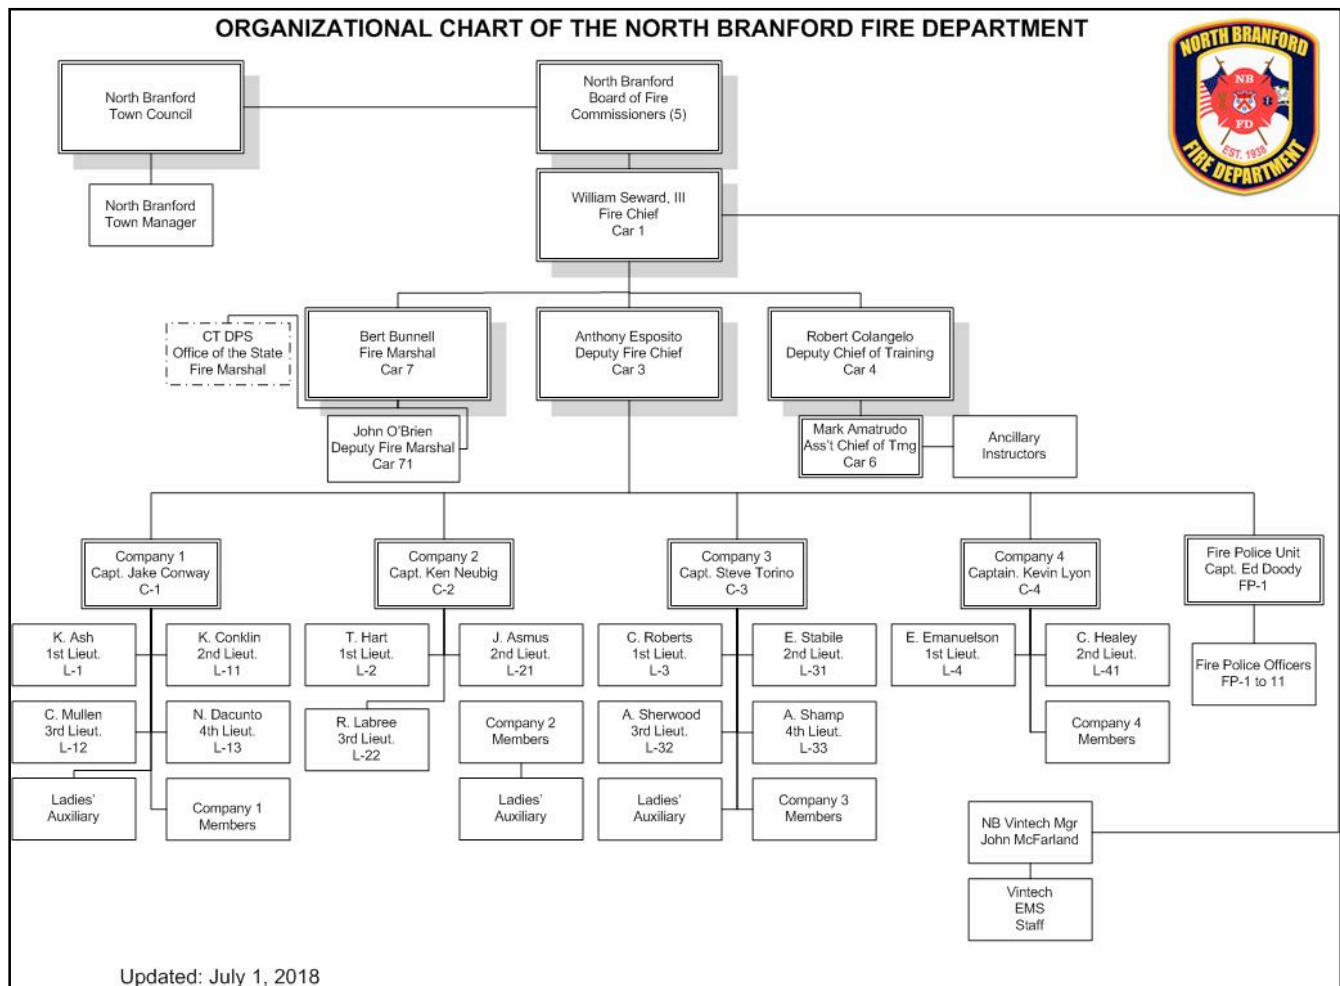 ORGANIZATIONAL CHART OF THE NORTH BRANFORD FIRE DEPARTMENT
NORTH BRANFORD
NB
FD
EST. 1938
FIRE DEPARTMENT
North Branford
Town Council
North Branford
Board of Fire
Commissioners (5)
North Branford
Town Manager
William Seward, III
Fire Chief
Car 1
CT DPS
Office of the State
Fire Marshal
Bert Bunnell
Fire Marshal
Car 7
Anthony Esposito
Deputy Fire Chief
Car 3
Robert Colangelo
Deputy Chief of Training
Car 4
John O'Brien
Deputy Fire Marshal
Car 71
Mark Amatrudo
Ass't Chief of Trng
Car 6
Ancillary
Instructors
Company 1
Capt. Jake Conway
C-1
Company 2
Capt. Ken Neubig
C-2
Company 3
Capt. Steve Torino
C-3
Company 4
Captain. Kevin Lyon
C-4
Fire Police Unit
Capt. Ed Doody
FP-1
K. Ash
1st Lieut.
L-1
K. Conklin
2nd Lieut.
L-11
T. Hart
1st Lieut.
L-2
J. Asmus
2nd Lieut.
L-21
C. Roberts
1st Lieut.
L-3
E. Stabile
2nd Lieut.
L-31
E. Emanuelson
1st Lieut.
L-4
C. Healey
2nd Lieut.
L-41
Fire Police Officers
FP-1 to 11
C. Mullen
3rd Lieut.
L-12
N. Dacunto
4th Lieut.
L-13
R. Labree
3rd Lieut.
L-22
Company 2
Members
A. Sherwood
3rd Lieut.
L-32
A. Shamp
4th Lieut.
L-33
Company 4
Members
Ladies'
Auxiliary
Company 1
Members
Ladies'
Auxiliary
Ladies'
Auxiliary
Company 3
Members
NB Vintech Mgr
John McFarland
Vintech
EMS
Staff
Updated: July 1, 2018